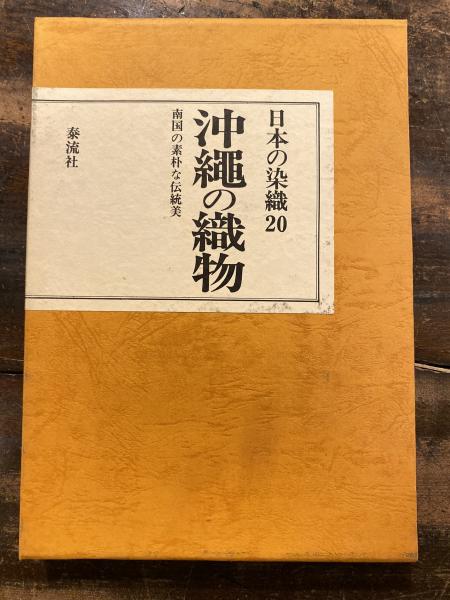 日本の染織20
沖繩の織物
南国の素朴な伝統美
泰流社